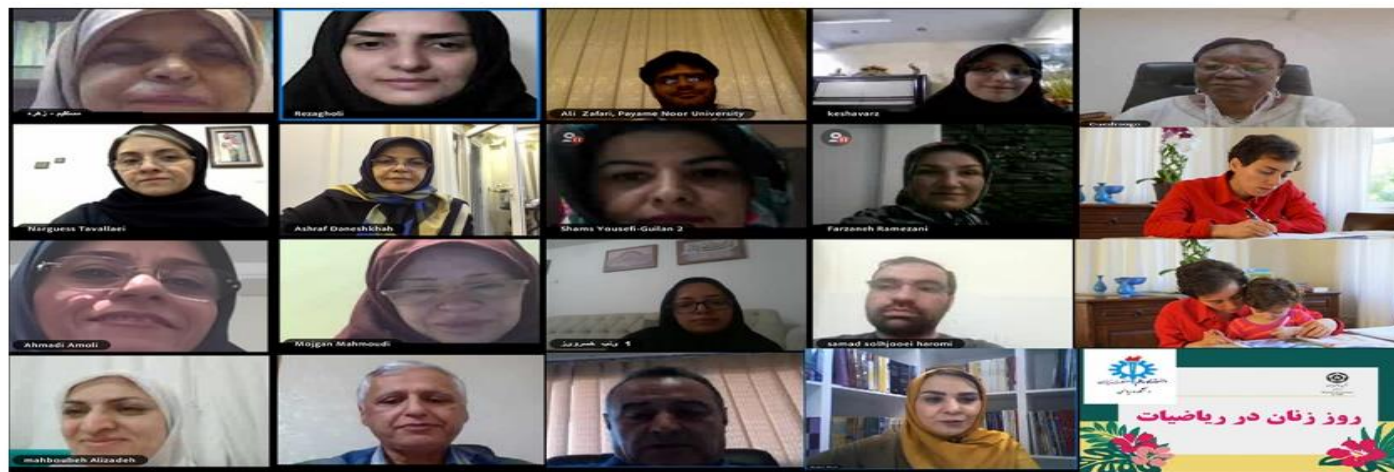 Rezagholi
Ali Zafari, Payame Noor University
keshavarz
Narguess Tavallaei
Ashraf Daneshkhah
Shams Yousefi-Guilan 2
Farzaneh Ramezani
Ahmadi Amoli
Mojgan Mahmoudi
samad solhjooei haromi
mahboubeh Alizadeh
روز زنان در ریاضیات